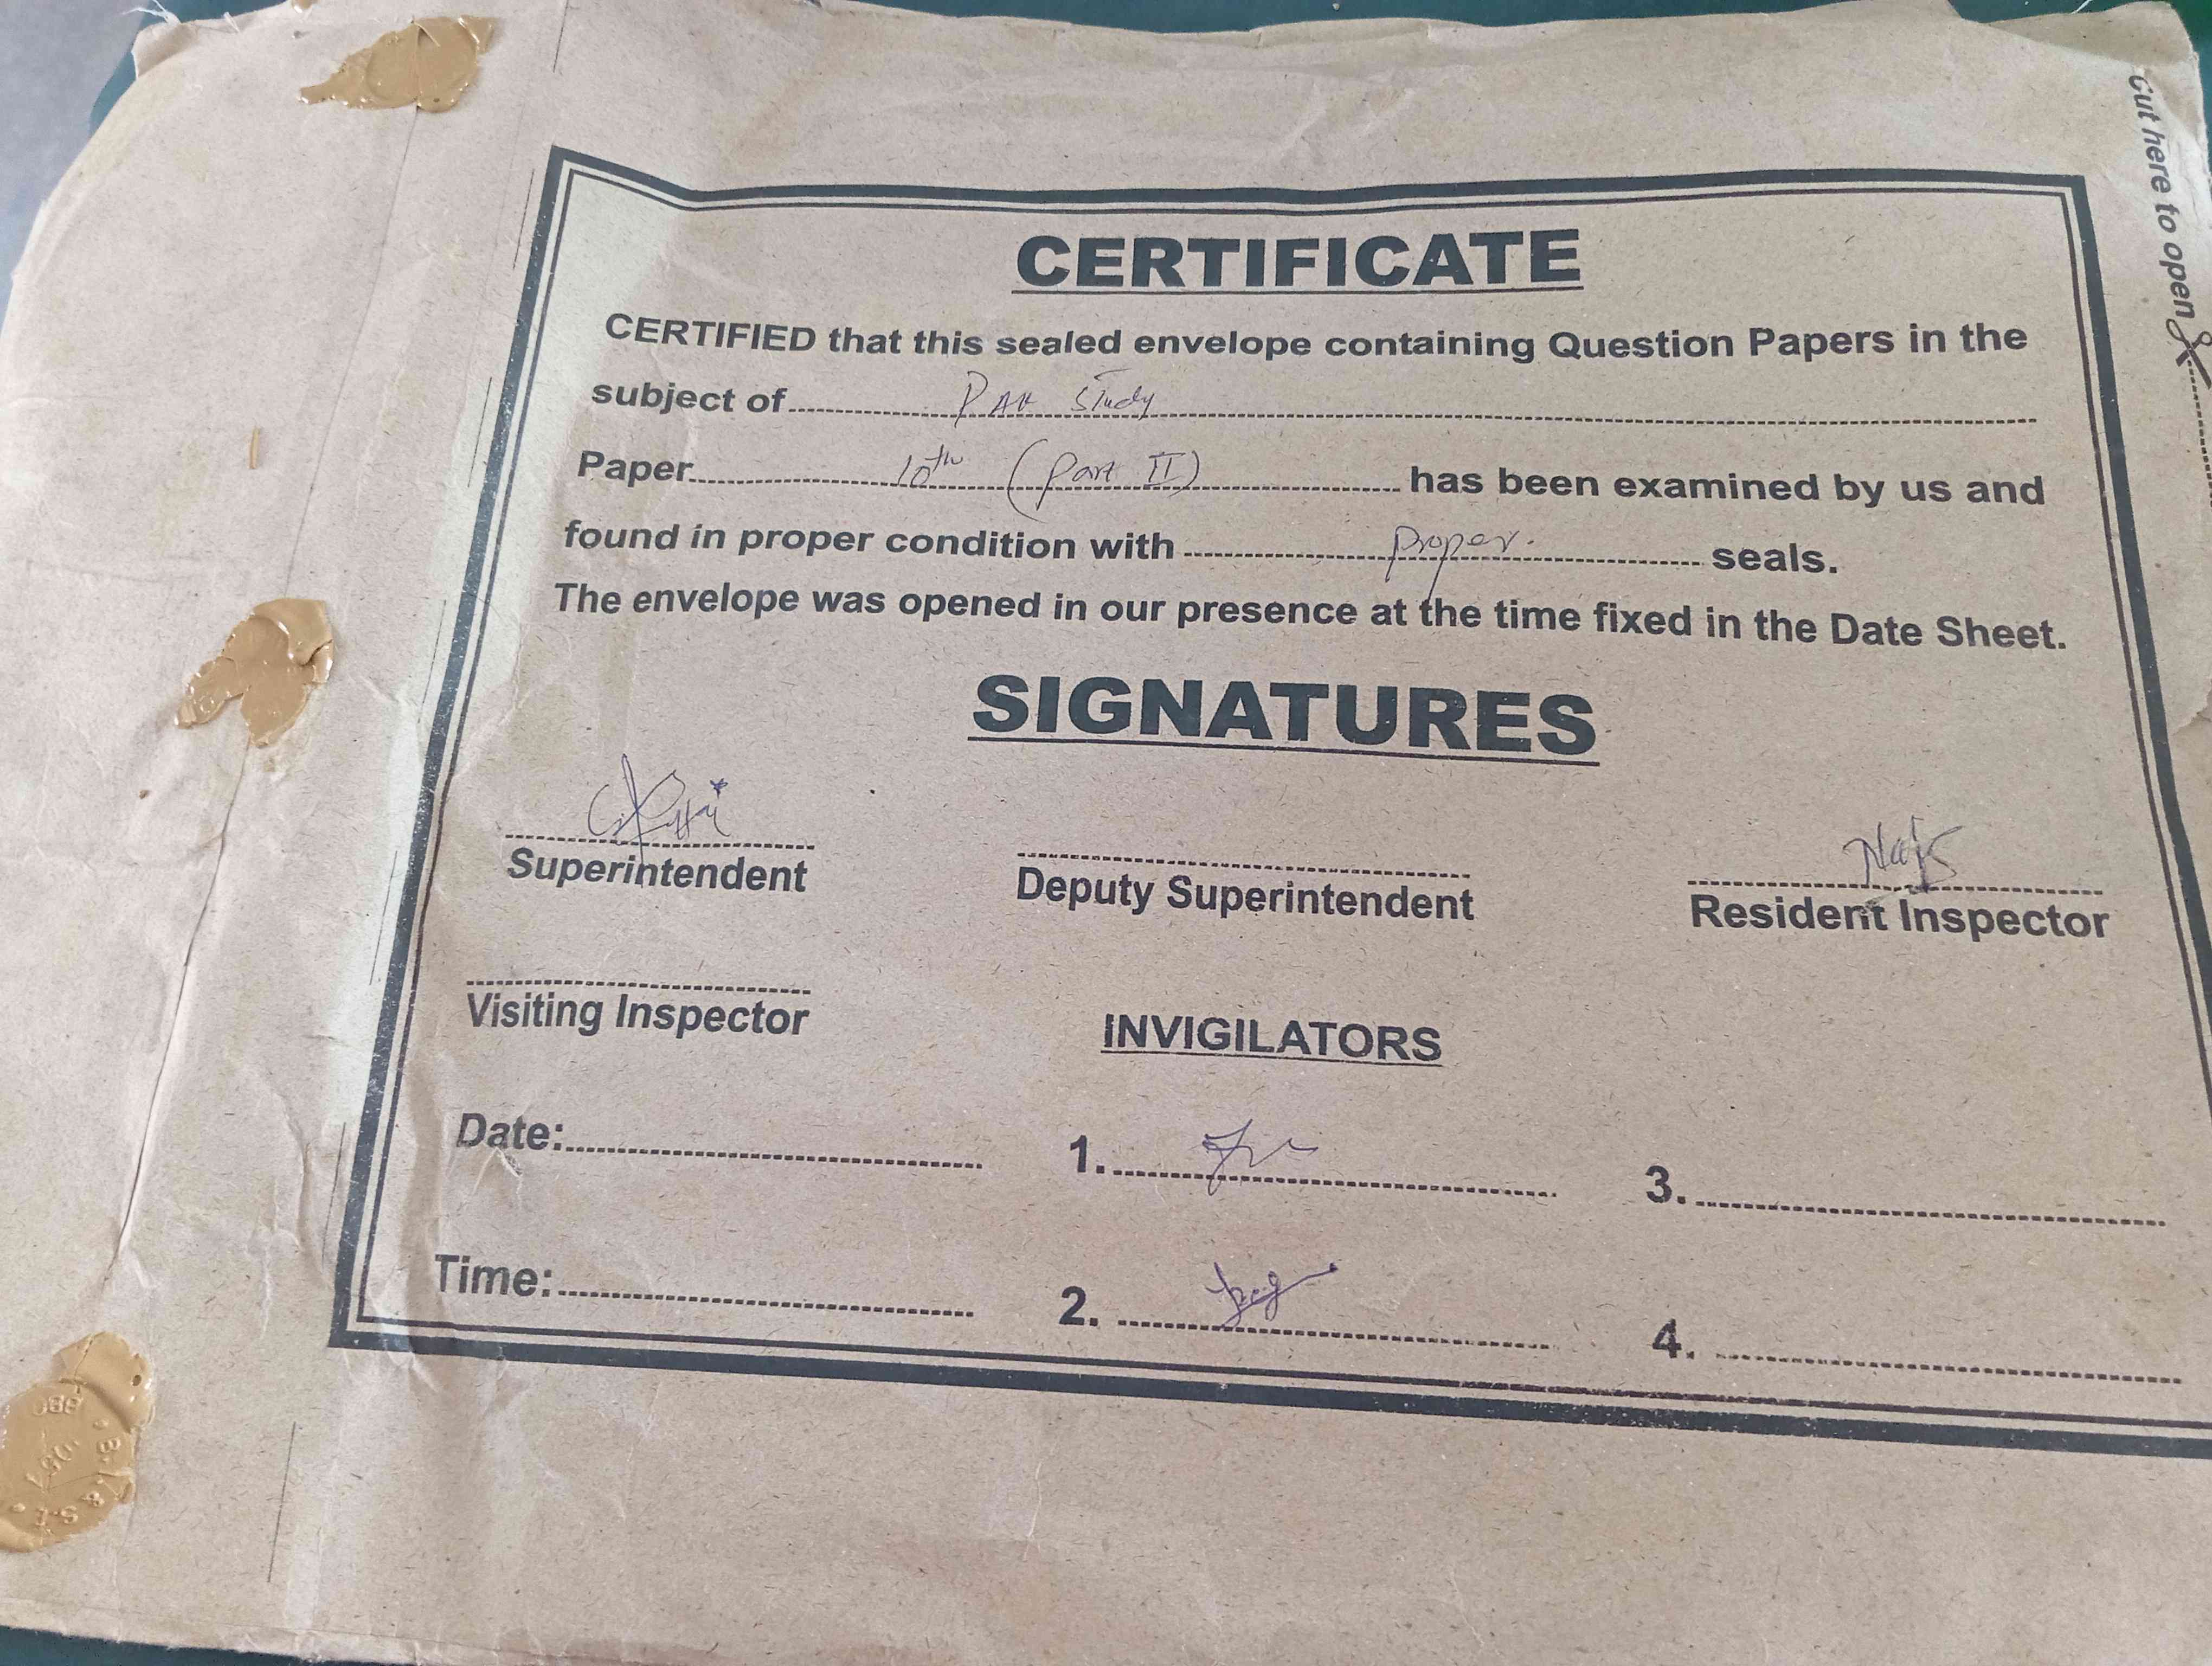 Cut here to open
CERTIFICATE
CERTIFIED that this sealed envelope containing Question Papers in the
subject of Pak Study
Paper 10th (Part II) has been examined by us and
found in proper condition with proper. seals.
The envelope was opened in our presence at the time fixed in the Date Sheet.
SIGNATURES
Superintendent Deputy Superintendent Resident Inspector
Visiting Inspector
INVIGILATORS
Date: 1. 3.
Time: 2. 4.